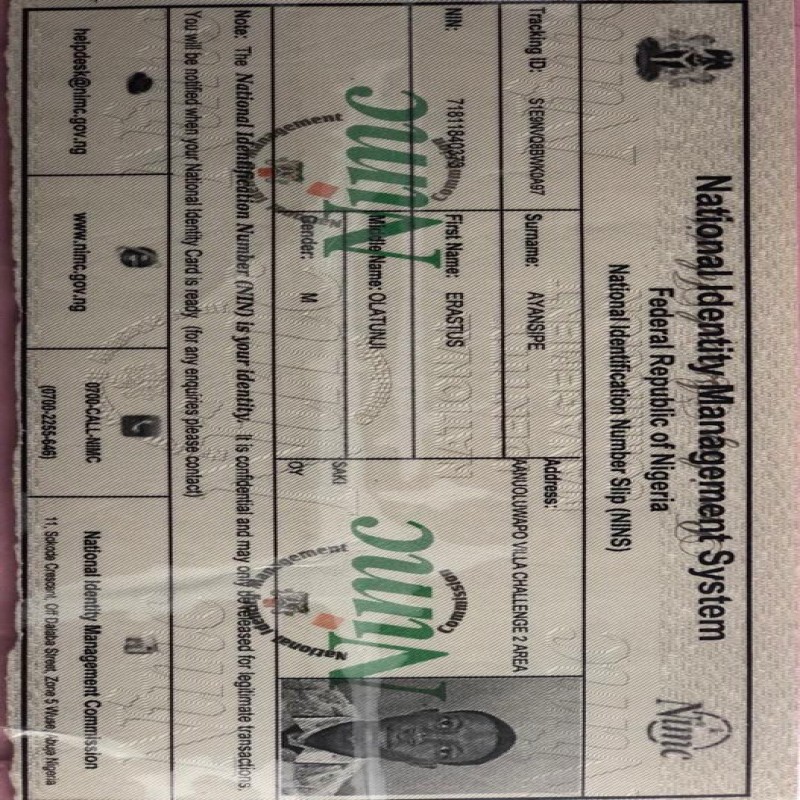 National Identity Management System
Federal Republic of Nigeria
National Identification Number Slip (NINS)
Nimc
Tracking ID:
Surname: AYANSIPE
Address:
AANUOLUWAPO VILLA CHALLENGE 2 AREA
NIN:
First Name: ERASTUS
Middle Name: OLATUNJI
SAKI
Gender: M
OY
Nimc
National Identity Management Commission
Nimc
National Identity Management Commission
Note: The National Identification Number (NIN) is your identity. It is confidential and may only be released for legitimate transactions.
You will be notified when your National Identity Card is ready (for any enquiries please contact)
helpdesk@nimc.gov.ng
www.nimc.gov.ng
0700-CALL-NIMC
(0700-2255-646)
National Identity Management Commission
11, Sokode Crescent, Off Dalaba Street, Zone 5 Wuse, Abuja Nigeria